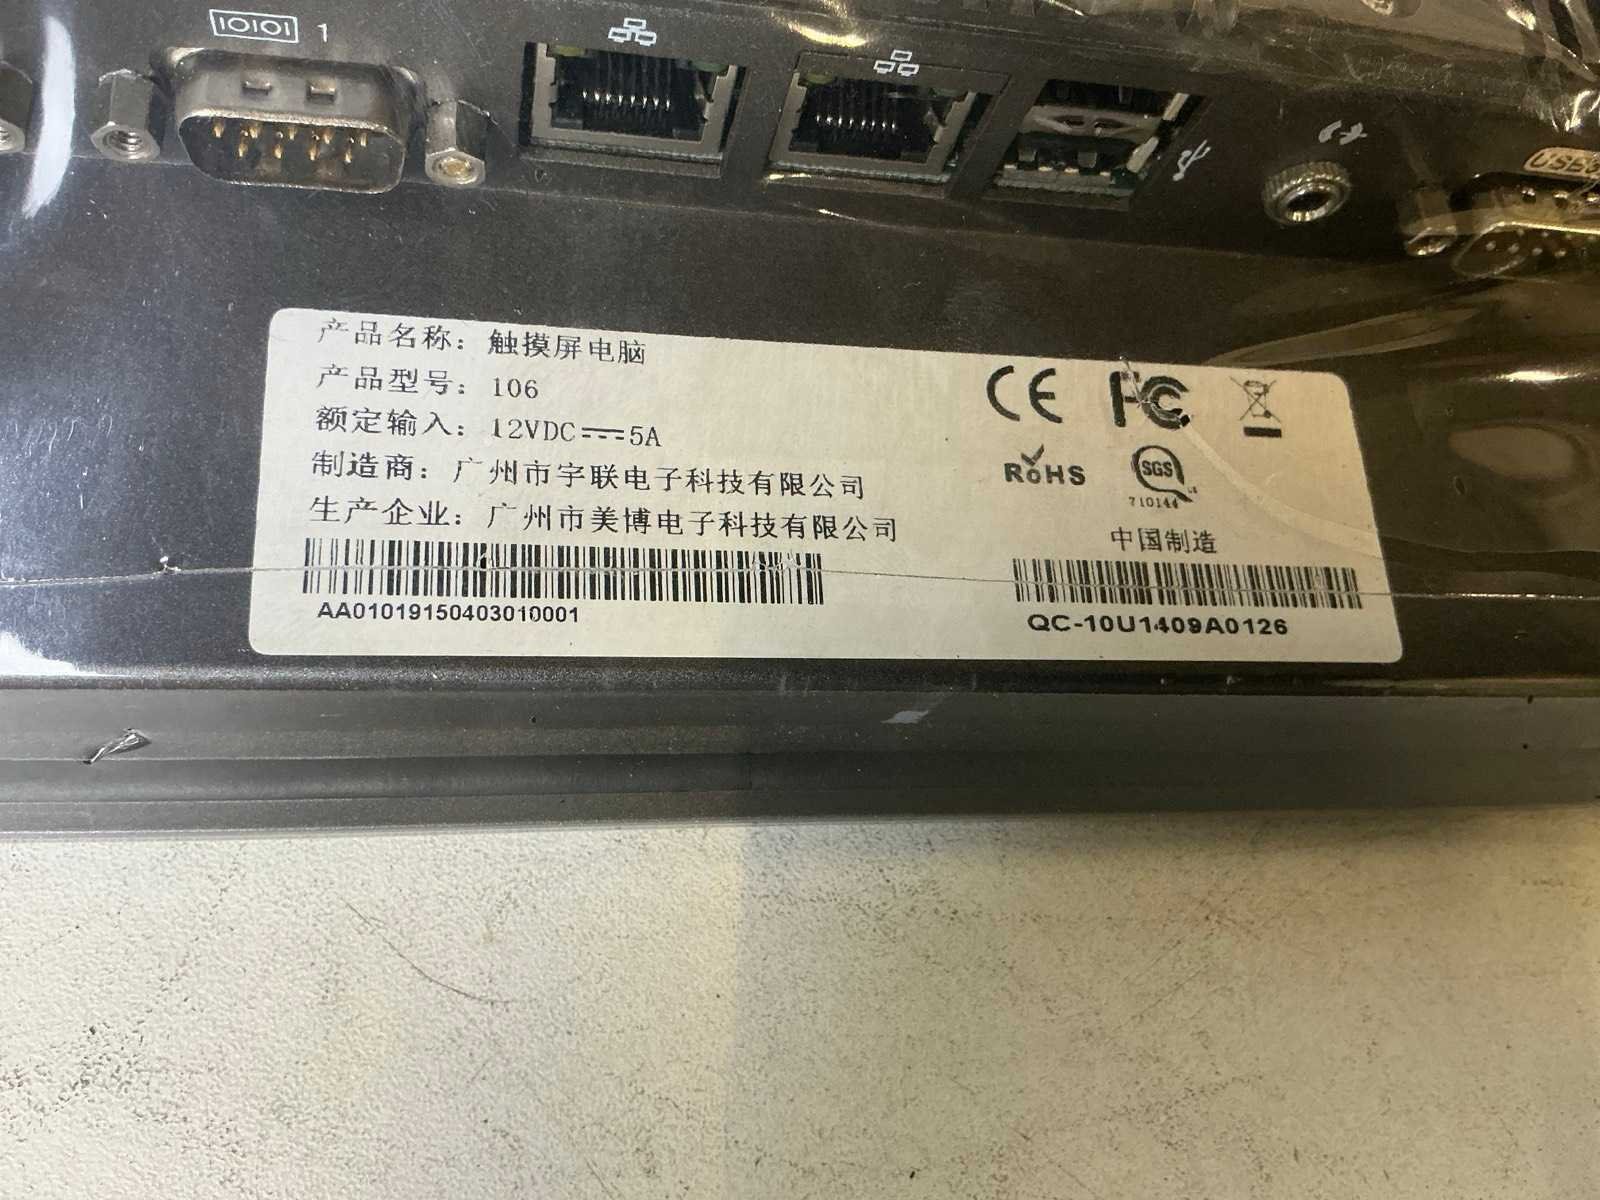 10101 1
产品名称：触摸屏电脑
产品型号：106
额定输入：12VDC⎓5A
制造商：广州市宇联电子科技有限公司
生产企业：广州市美博电子科技有限公司
AA01019150403010001
CE FC
RoHS SGS
710144
中国制造
QC-10U1409A0126